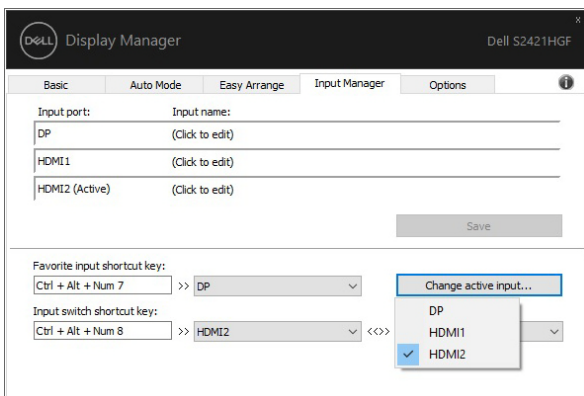 x
DELL Display Manager Dell S2421HGF
Basic Auto Mode Easy Arrange Input Manager Options
Input port: Input name:
DP (Click to edit)
HDMI1 (Click to edit)
HDMI2 (Active) (Click to edit)
Save
Favorite input shortcut key:
Ctrl + Alt + Num 7 >> DP Change active input...
Input switch shortcut key:
Ctrl + Alt + Num 8 >> HDMI2 <<>>
DP
HDMI1
HDMI2